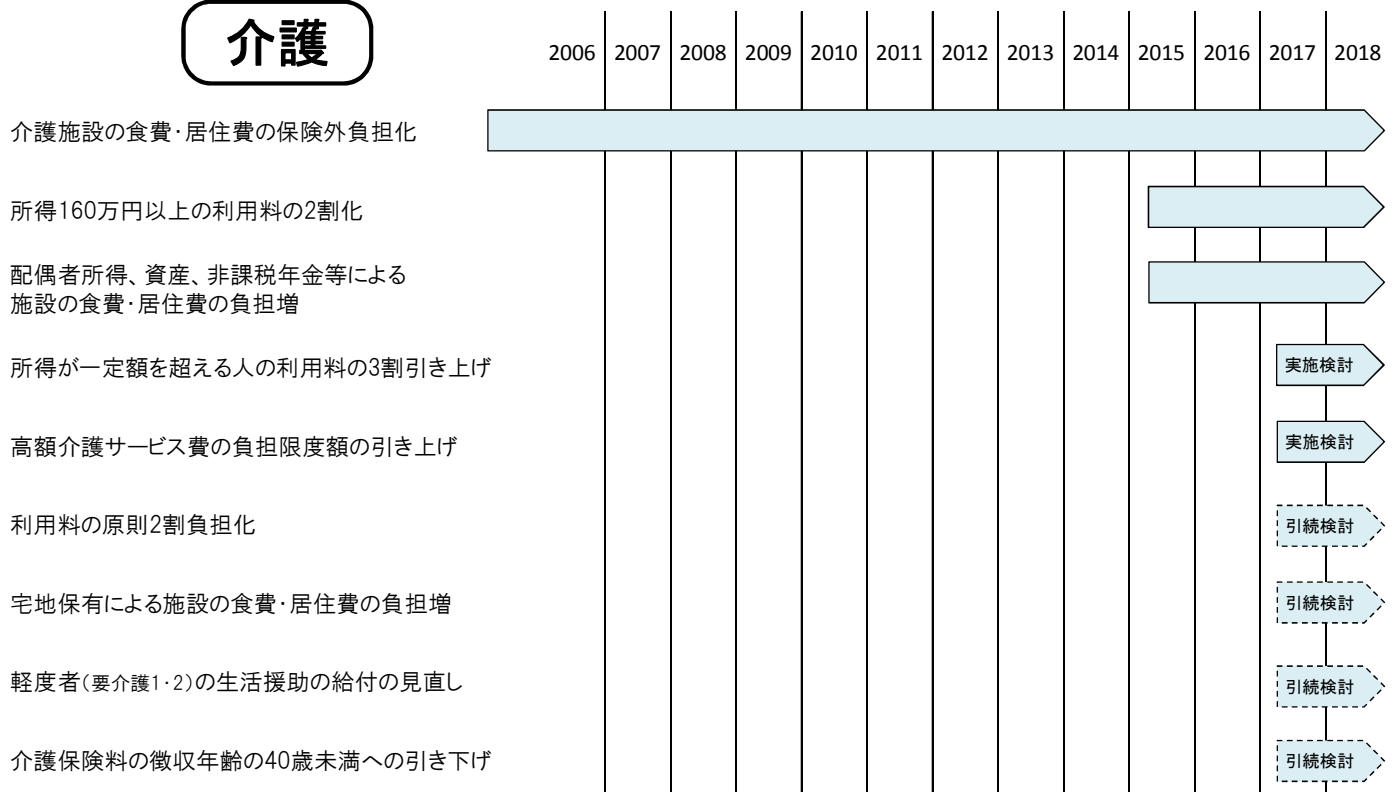 介護
2006 2007 2008 2009 2010 2011 2012 2013 2014 2015 2016 2017 2018
介護施設の食費・居住費の保険外負担化
所得160万円以上の利用料の2割化
配偶者所得、資産、非課税年金等による
施設の食費・居住費の負担増
所得が一定額を超える人の利用料の3割引き上げ
実施検討
高額介護サービス費の負担限度額の引き上げ
実施検討
利用料の原則2割負担化
引続検討
宅地保有による施設の食費・居住費の負担増
引続検討
軽度者(要介護1・2)の生活援助の給付の見直し
引続検討
介護保険料の徴収年齢の40歳未満への引き下げ
引続検討